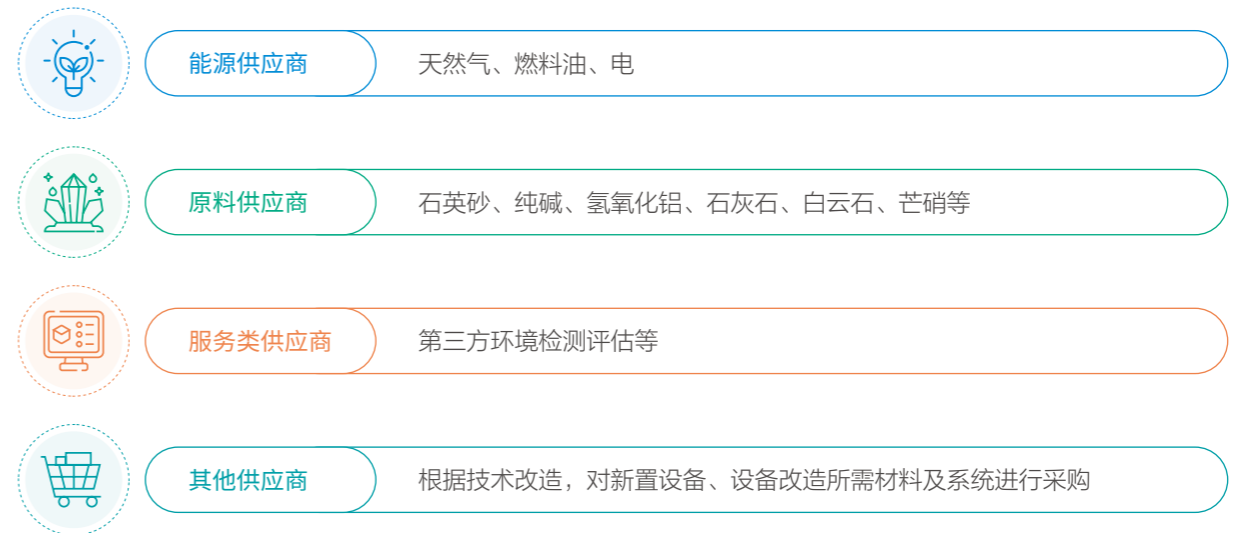 能源供应商 天然气、燃料油、电
原料供应商 石英砂、纯碱、氢氧化铝、石灰石、白云石、芒硝等
服务类供应商 第三方环境检测评估等
其他供应商 根据技术改造，对新置设备、设备改造所需材料及系统进行采购